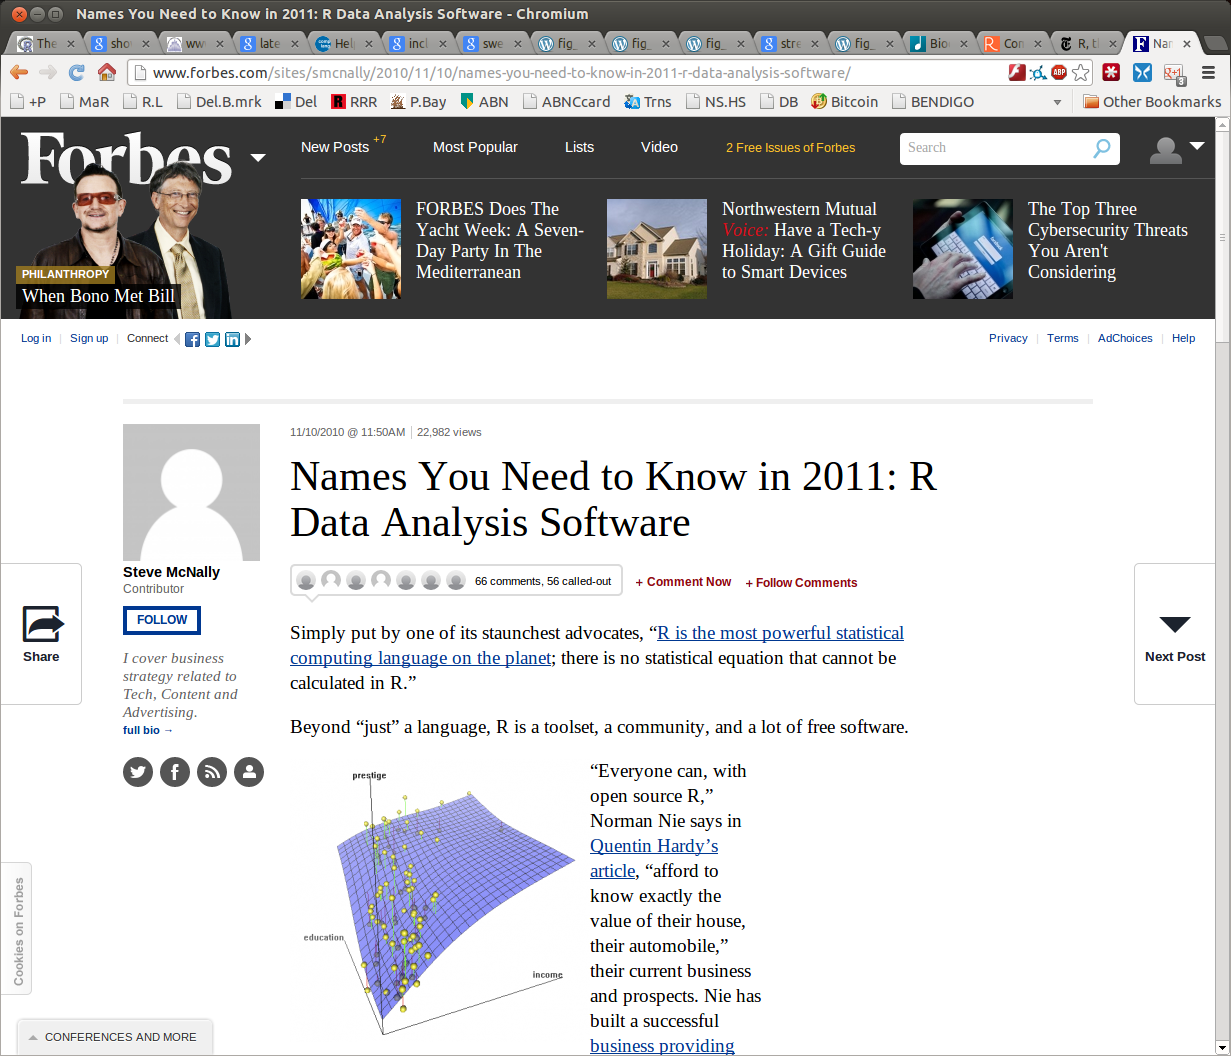 Names You Need to Know in 2011: R Data Analysis Software - Chromium
The
sho
ww
late
Help
incl
swe
fig_
fig_
fig_
stre
fig_
Bio
Con
R, t
Nam
www.forbes.com/sites/smcnally/2010/11/10/names-you-need-to-know-in-2011-r-data-analysis-software/
ABP
3
+P MaR R.L Del.B.mrk Del RRR P.Bay ABN ABNCcard Trns NS.HS DB Bitcoin BENDIGO Other Bookmarks
Forbes
New Posts +7 Most Popular Lists Video 2 Free Issues of Forbes Search
PHILANTHROPY
When Bono Met Bill
FORBES Does The
Yacht Week: A Seven-
Day Party In The
Mediterranean
Northwestern Mutual
Voice: Have a Tech-y
Holiday: A Gift Guide
to Smart Devices
The Top Three
Cybersecurity Threats
You Aren't
Considering
Log in Sign up Connect Privacy Terms AdChoices Help
Steve McNally
Contributor
FOLLOW
I cover business
strategy related to
Tech, Content and
Advertising.
full bio →
11/10/2010 @ 11:50AM 22,982 views
Names You Need to Know in 2011: R
Data Analysis Software
66 comments, 56 called-out + Comment Now + Follow Comments
Simply put by one of its staunchest advocates, “R is the most powerful statistical
computing language on the planet; there is no statistical equation that cannot be
calculated in R.”
Beyond “just” a language, R is a toolset, a community, and a lot of free software.
prestige
education
income
“Everyone can, with
open source R,”
Norman Nie says in
Quentin Hardy’s
article, “afford to
know exactly the
value of their house,
their automobile,”
their current business
and prospects. Nie has
built a successful
business providing
Share
Next Post
Cookies on Forbes
CONFERENCES AND MORE